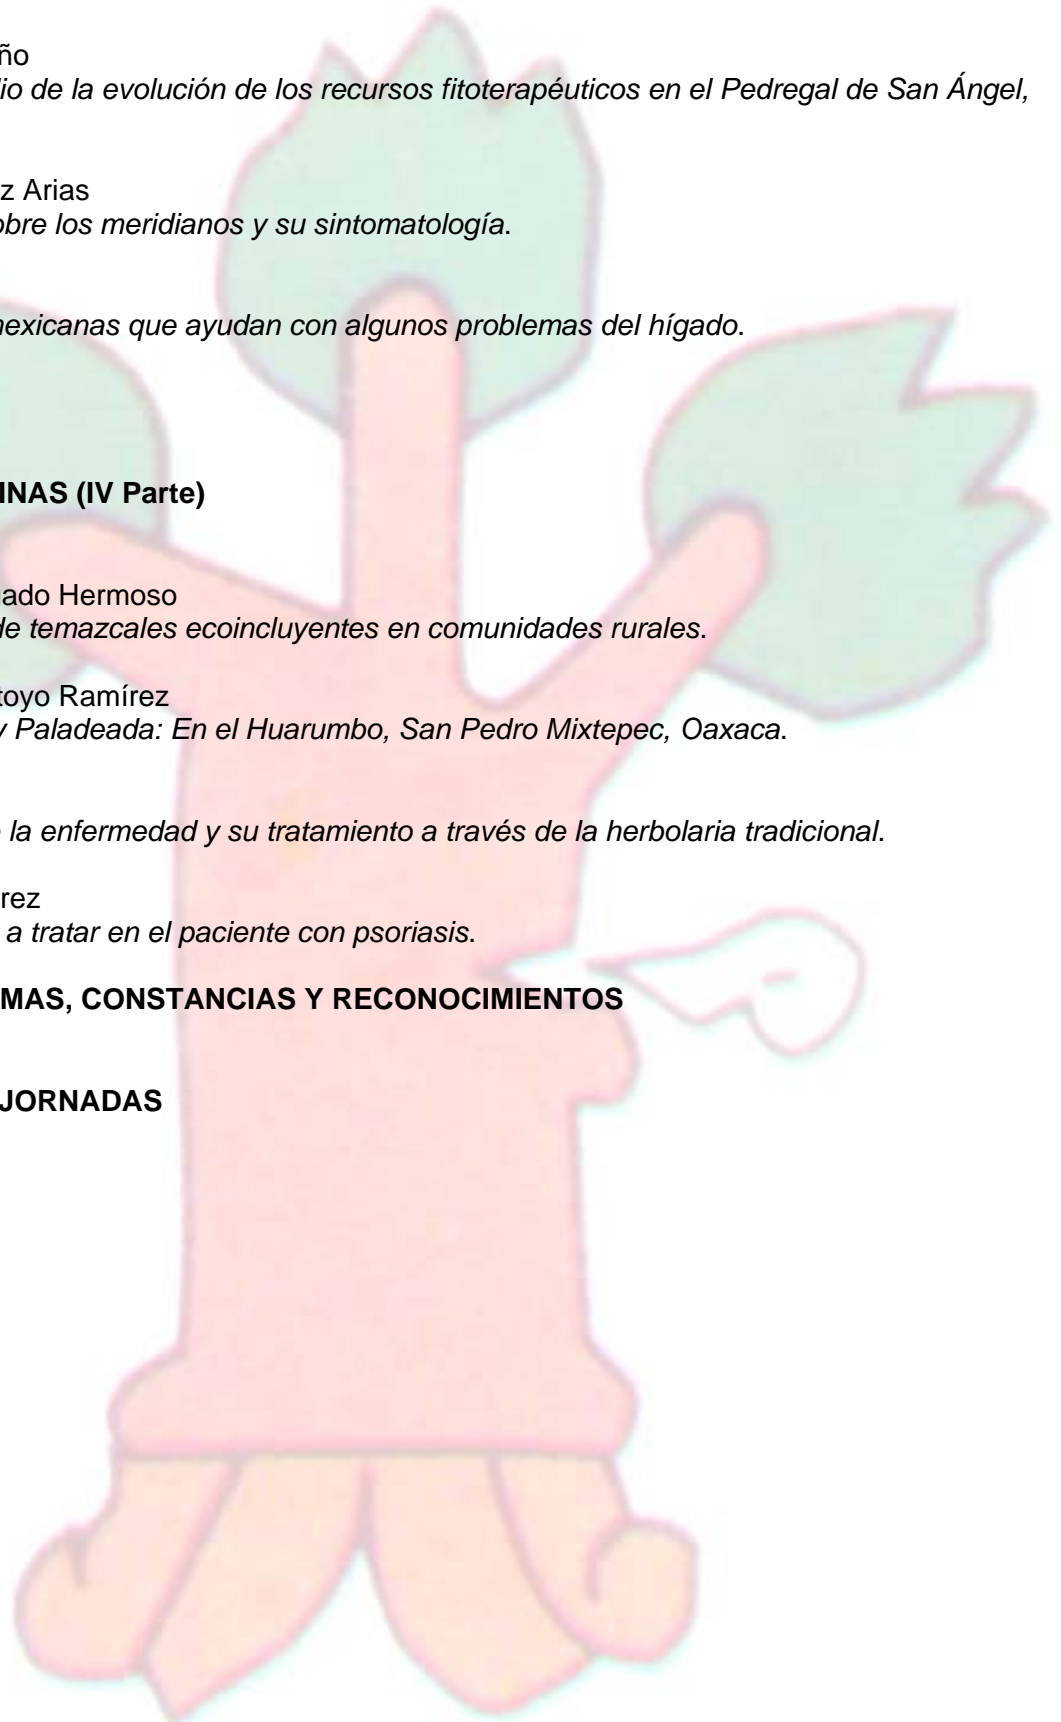 ño
io de la evolución de los recursos fitoterapéuticos en el Pedregal de San Ángel,
z Arias
obre los meridianos y su sintomatología.
mexicanas que ayudan con algunos problemas del hígado.
INAS (IV Parte)
ado Hermoso
de temazcales ecoincluyentes en comunidades rurales.
toyo Ramírez
y Paladeada: En el Huarumbo, San Pedro Mixtepec, Oaxaca.
la enfermedad y su tratamiento a través de la herbolaria tradicional.
rez
a tratar en el paciente con psoriasis.
MAS, CONSTANCIAS Y RECONOCIMIENTOS
JORNADAS